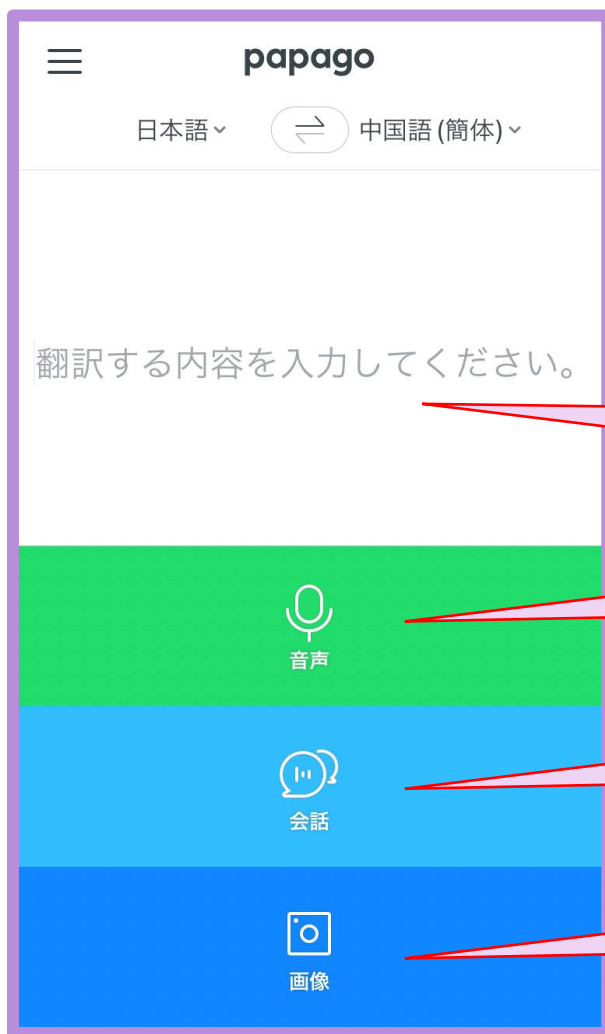 papago
日本語 中国語 (簡体)
翻訳する内容を入力してください。
音声
会話
画像